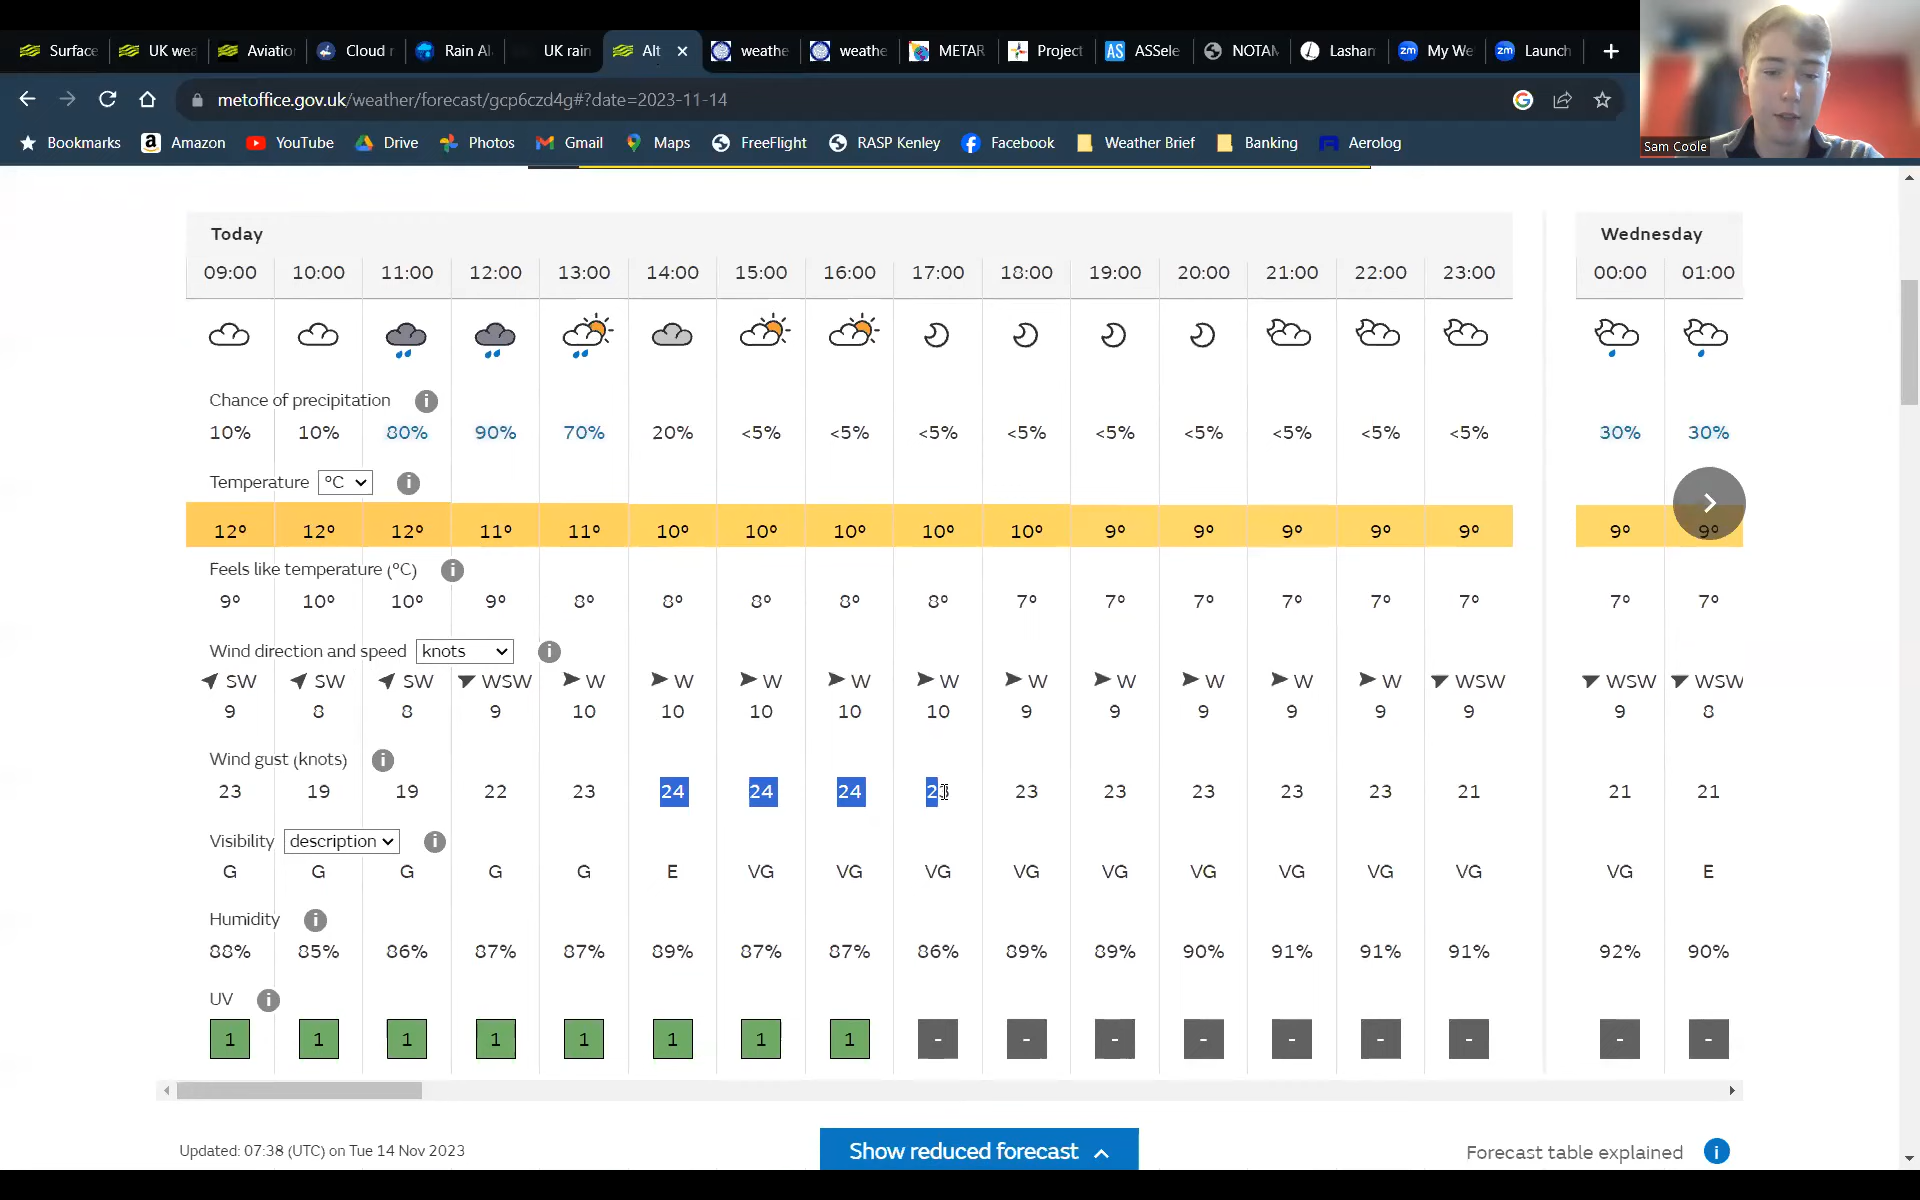 Surface UK wea Aviatio Cloud r Rain Al UK rain Alt weathe weathe METAR Project ASSele NOTAM Lashan My We Launch
metoffice.gov.uk/weather/forecast/gcp6czd4g#?date=2023-11-14
Bookmarks Amazon YouTube Drive Photos Gmail Maps FreeFlight RASP Kenley Facebook Weather Brief Banking Aerolog
Sam Coole
Today Wednesday
09:00 10:00 11:00 12:00 13:00 14:00 15:00 16:00 17:00 18:00 19:00 20:00 21:00 22:00 23:00 00:00 01:00
Chance of precipitation
10% 10% 80% 90% 70% 20% <5% <5% <5% <5% <5% <5% <5% <5% <5% 30% 30%
Temperature °C
12° 12° 12° 11° 11° 10° 10° 10° 10° 10° 9° 9° 9° 9° 9° 9° 9°
Feels like temperature (°C)
9° 10° 10° 9° 8° 8° 8° 8° 8° 7° 7° 7° 7° 7° 7° 7° 7°
Wind direction and speed knots
SW SW SW WSW W W W W W W W W W W WSW WSW WSW
9 8 8 9 10 10 10 10 10 9 9 9 9 9 9 9 8
Wind gust (knots)
23 19 19 22 23 24 24 24 23 23 23 23 23 23 21 21 21
Visibility description
G G G G G E VG VG VG VG VG VG VG VG VG VG E
Humidity
88% 85% 86% 87% 87% 89% 87% 87% 86% 89% 89% 90% 91% 91% 91% 92% 90%
UV
1 1 1 1 1 1 1 1 - - - - - - - - -
Updated: 07:38 (UTC) on Tue 14 Nov 2023
Show reduced forecast
Forecast table explained